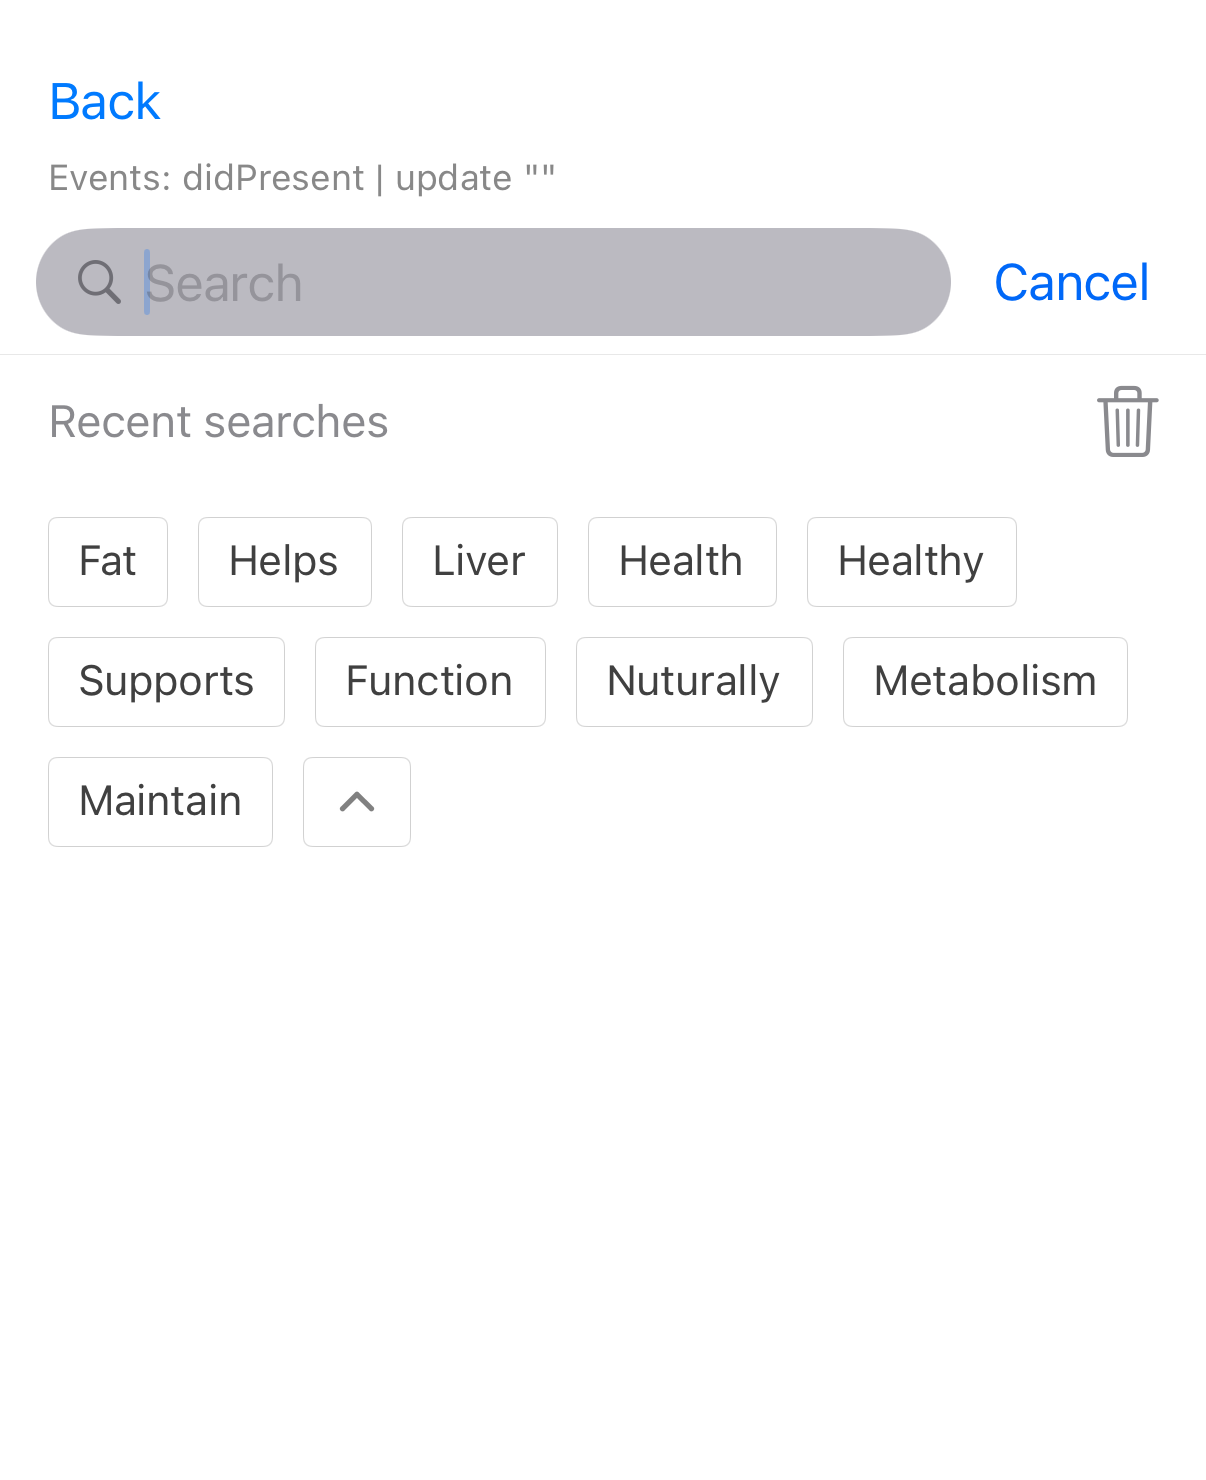 Back
Events: didPresent | update ""
Search
Cancel
Recent searches
Fat
Helps
Liver
Health
Healthy
Supports
Function
Nuturally
Metabolism
Maintain